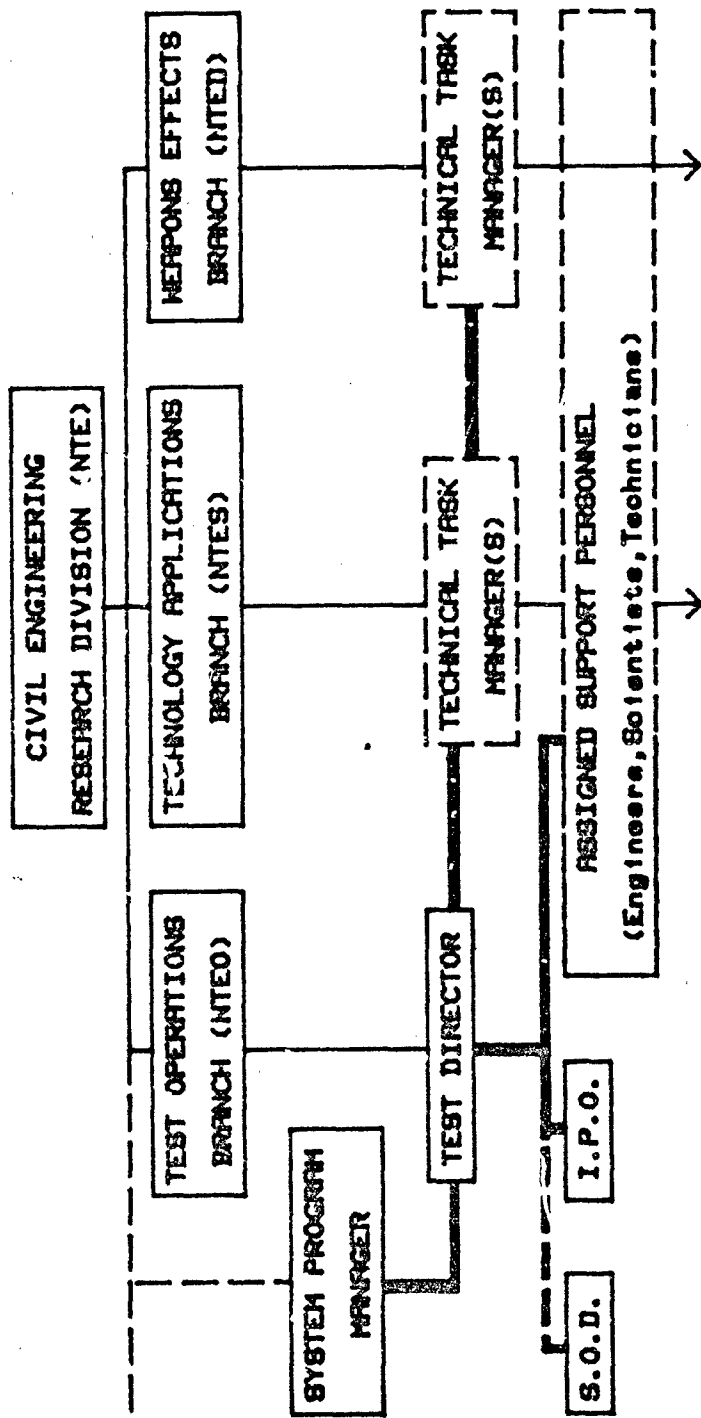 CIVIL ENGINEERING
RESEARCH DIVISION (NTE)
TEST OPERATIONS
BRANCH (NTEO)
TECHNOLOGY APPLICATIONS
BRANCH (NTES)
WEAPONS EFFECTS
BRANCH (NTED)
SYSTEM PROGRAM
MANAGER
TEST DIRECTOR
TECHNICAL TASK
MANAGER(S)
TECHNICAL TASK
MANAGER(S)
S.O.D.
I.P.O.
ASSIGNED SUPPORT PERSONNEL
(Engineers,Scientists,Technicians)